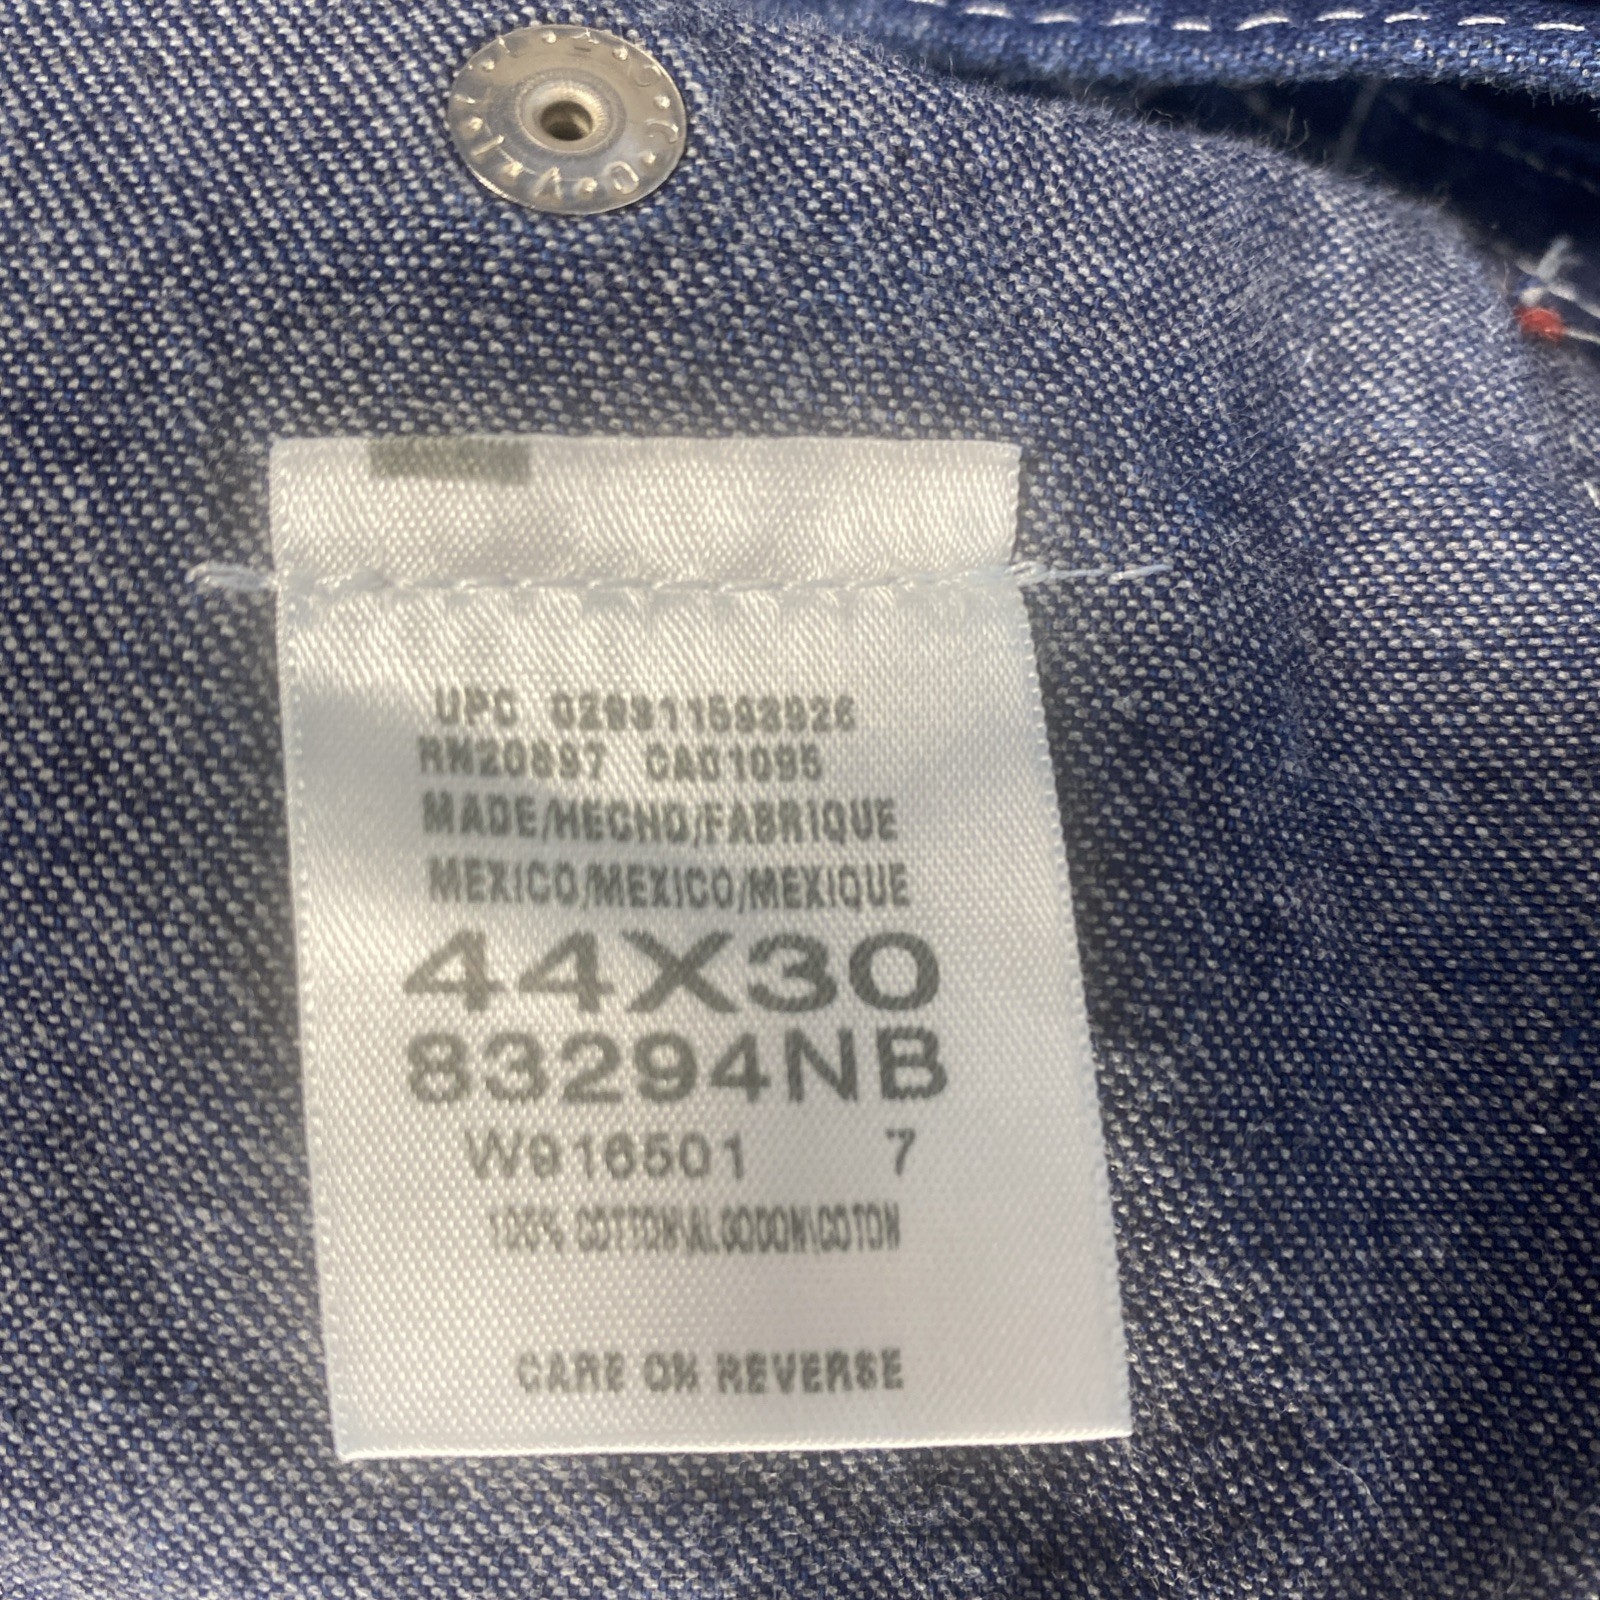 UPC 029311593926
RN20897 CA01095
MADE/HECHO/FABRIQUE
MEXICO/MEXICO/MEXIQUE
44X30
83294NB
W916501 7
100% COTTON\ALGODON\COTON
CARE ON REVERSE